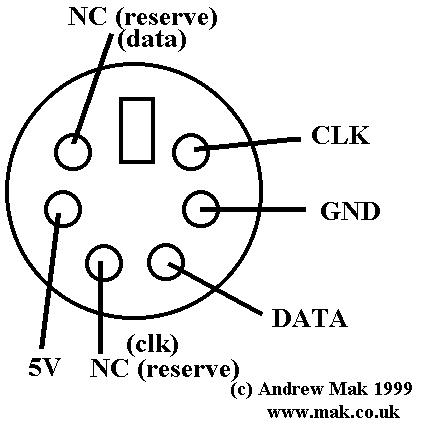 NC (reserve)
(data)
CLK
GND
DATA
(clk)
5V
NC (reserve)
(c) Andrew Mak 1999
www.mak.co.uk